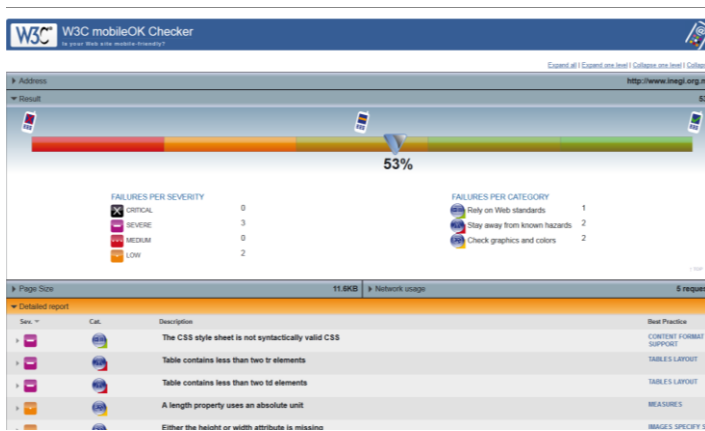 W3C W3C mobileOK Checker
Is your Web site mobile-friendly?
Expand all | Expand one level | Collapse one level | Collap
Address http://www.inegi.org.m
Result 53
53%
FAILURES PER SEVERITY FAILURES PER CATEGORY
CRITICAL 0 Rely on Web standards 1
SEVERE 3 Stay away from known hazards 2
MEDIUM 0 Check graphics and colors 2
LOW 2
Page Size 11.6KB Network usage 5 reques
Detailed report
Sev. Cat. Description Best Practice
The CSS style sheet is not syntactically valid CSS CONTENT FORMAT
SUPPORT
Table contains less than two tr elements TABLES LAYOUT
Table contains less than two td elements TABLES LAYOUT
A length property uses an absolute unit MEASURES
Either the height or width attribute is missing IMAGES SPECIFY S